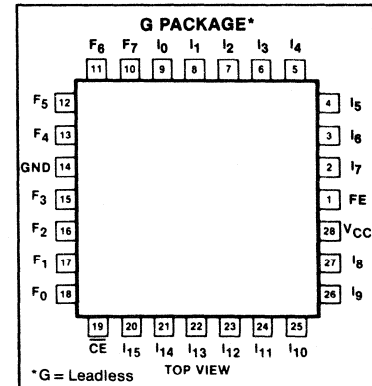 G PACKAGE*
F6 F7 I0 I1 I2 I3 I4
11 10 9 8 7 6 5
F5 12 4 I5
F4 13 3 I6
GND 14 2 I7
F3 15 1 FE
F2 16 28 VCC
F1 17 27 I8
F0 18 26 I9
19 20 21 22 23 24 25
C̅E̅ I15 I14 I13 I12 I11 I10
*G = Leadless TOP VIEW